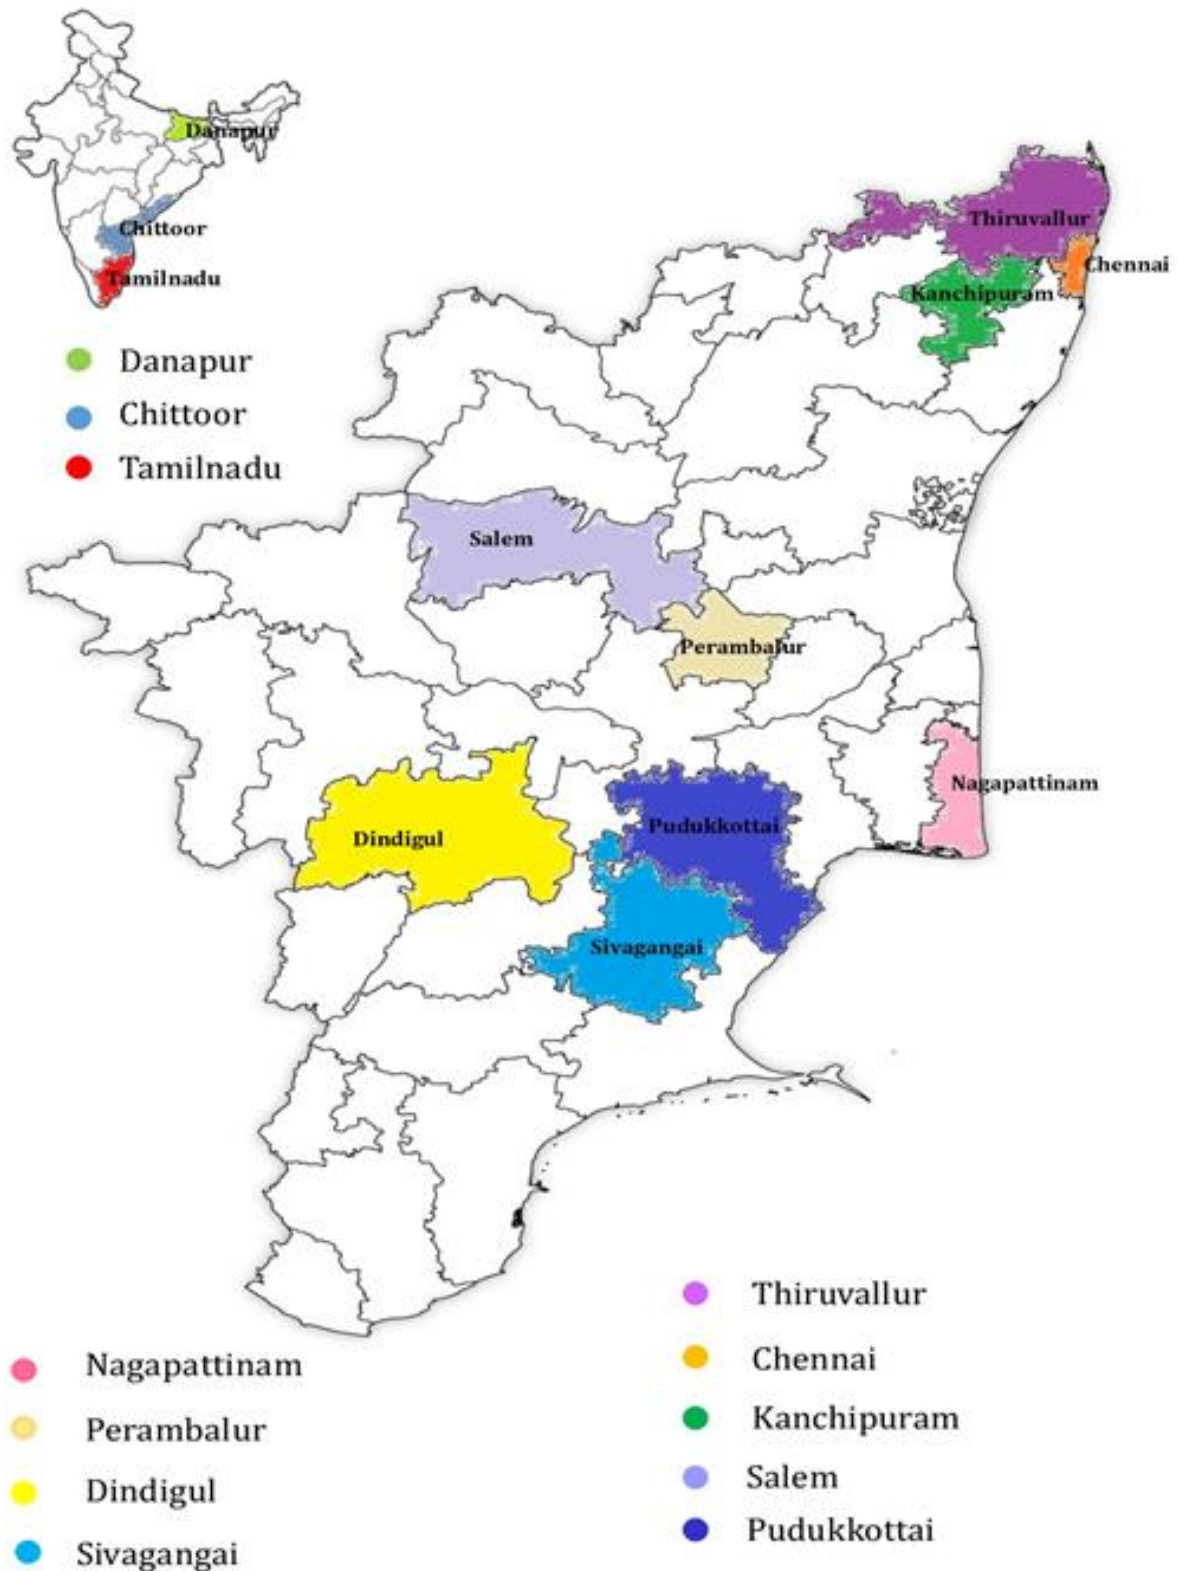 Danapur
Chittoor
Tamilnadu
Danapur
Chittoor
Tamilnadu
Thiruvallur
Chennai
Kanchipuram
Salem
Perambalur
Nagapattinam
Pudukkottai
Dindigul
Sivagangai
Nagapattinam
Perambalur
Dindigul
Sivagangai
Thiruvallur
Chennai
Kanchipuram
Salem
Pudukkottai